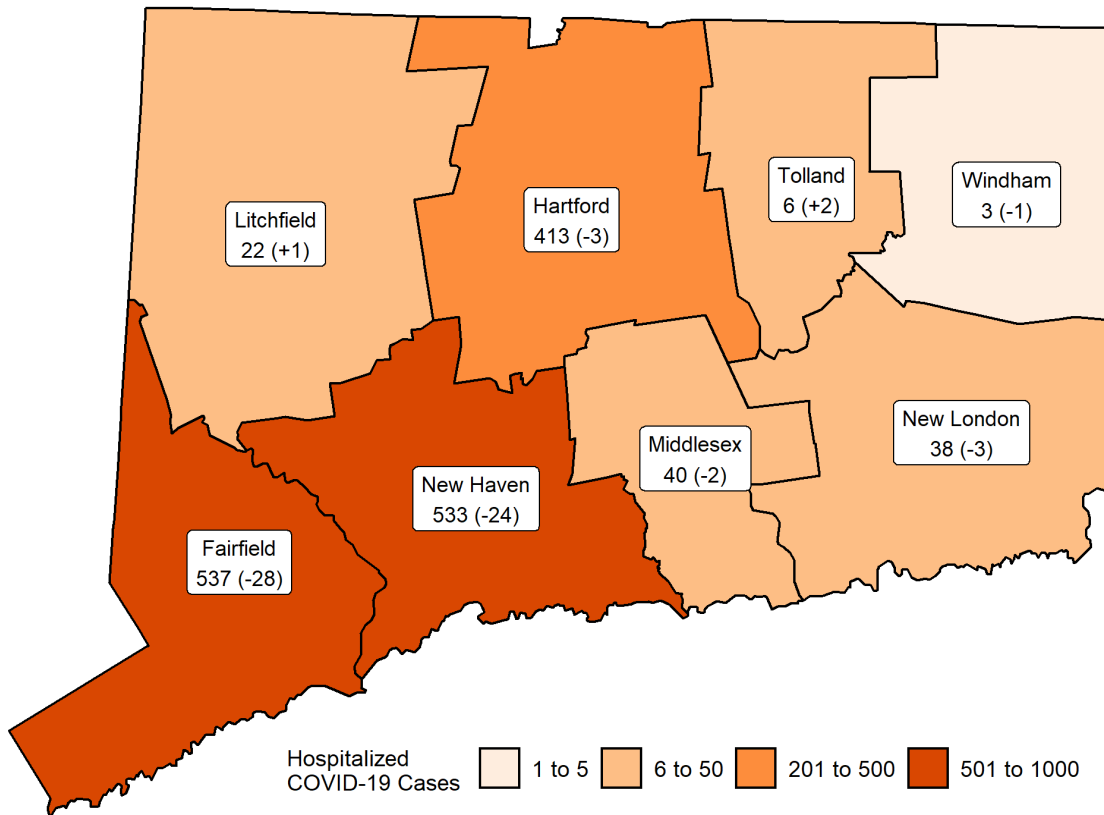 Tolland
6 (+2)
Windham
3 (-1)
Litchfield
22 (+1)
Hartford
413 (-3)
New London
38 (-3)
Middlesex
40 (-2)
New Haven
533 (-24)
Fairfield
537 (-28)
Hospitalized
COVID-19 Cases
1 to 5
6 to 50
201 to 500
501 to 1000